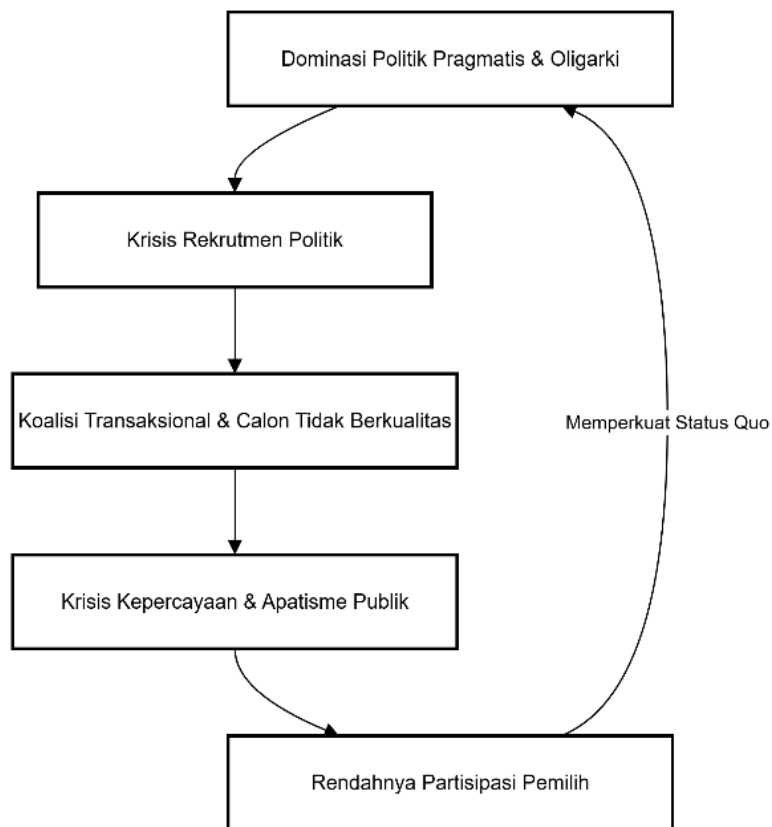 Dominasi Politik Pragmatis & Oligarki
Krisis Rekrutmen Politik
Koalisi Transaksional & Calon Tidak Berkualitas
Memperkuat Status Quo
Krisis Kepercayaan & Apatisme Publik
Rendahnya Partisipasi Pemilih